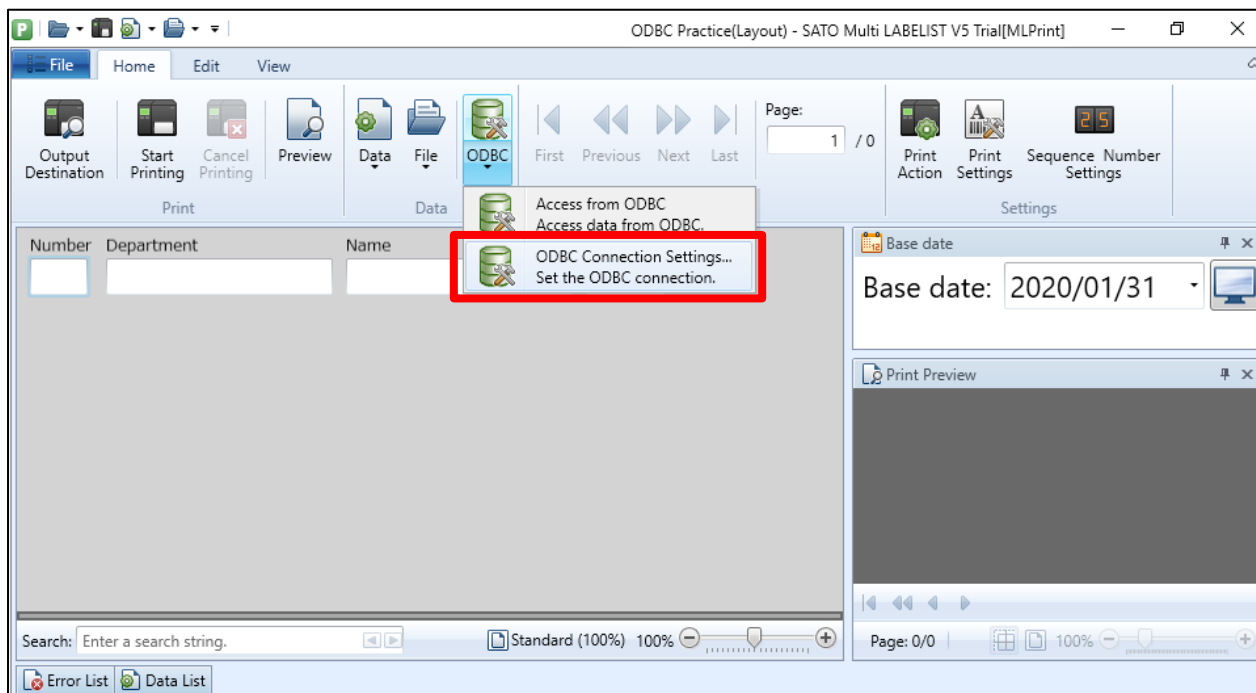 P
ODBC Practice(Layout) - SATO Multi LABELIST V5 Trial[MLPrint]
File Home Edit View
Output Destination
Start Printing
Cancel Printing
Preview
Data
File
ODBC
First Previous Next Last
Page:
1 / 0
Print Action
Print Settings
25
Sequence Number Settings
Print
Data
Settings
Access from ODBC
Access data from ODBC.
ODBC Connection Settings...
Set the ODBC connection.
Number Department Name
Base date
Base date: 2020/01/31
Print Preview
Search: Enter a search string.
Standard (100%) 100%
Page: 0/0
100%
Error List Data List